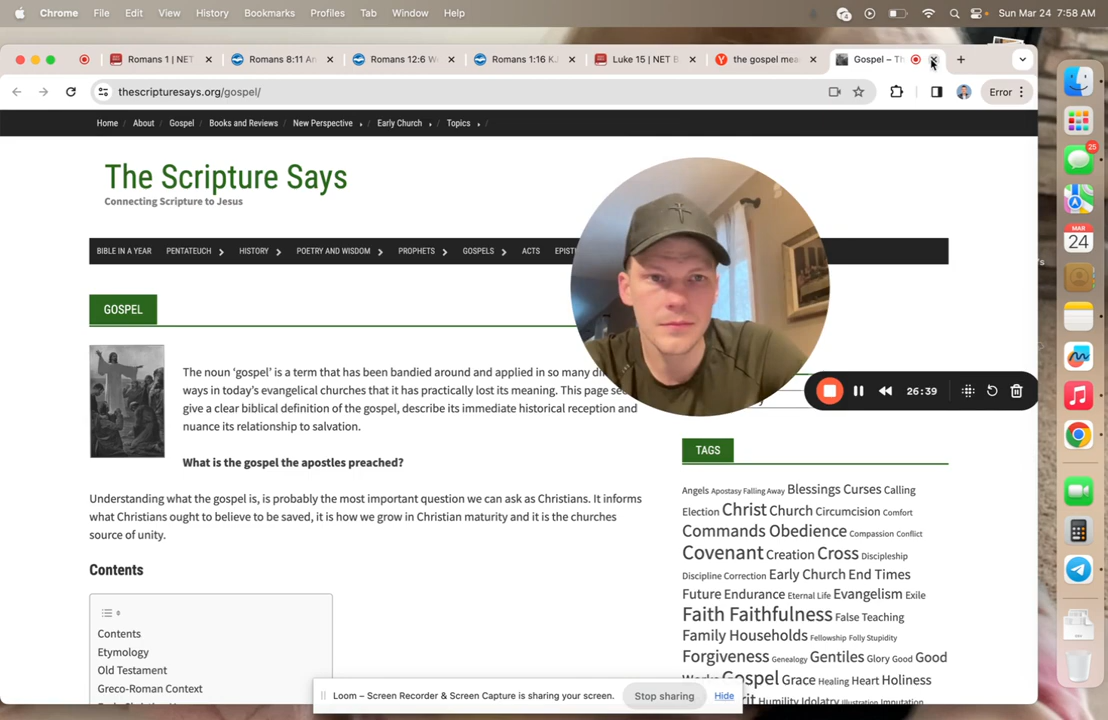 Chrome File Edit View History Bookmarks Profiles Tab Window Help Sun Mar 24 7:58 AM
Romans 1 | NET Romans 8:11 An Romans 12:6 W Romans 1:16 KJ Luke 15 | NET B the gospel mea Gospel – Th
thescripturesays.org/gospel/ Error
Home / About / Gospel / Books and Reviews / New Perspective / Early Church / Topics /
The Scripture Says
Connecting Scripture to Jesus
BIBLE IN A YEAR PENTATEUCH HISTORY POETRY AND WISDOM PROPHETS GOSPELS ACTS EPIST
GOSPEL
The noun ‘gospel’ is a term that has been bandied around and applied in so many di
ways in today’s evangelical churches that it has practically lost its meaning. This page se
give a clear biblical definition of the gospel, describe its immediate historical reception and
nuance its relationship to salvation.
What is the gospel the apostles preached?
Understanding what the gospel is, is probably the most important question we can ask as Christians. It informs
what Christians ought to believe to be saved, it is how we grow in Christian maturity and it is the churches
source of unity.
Contents
Contents
Etymology
Old Testament
Greco-Roman Context
26:39
TAGS
Angels Apostasy Falling Away Blessings Curses Calling
Election Christ Church Circumcision Comfort
Commands Obedience Compassion Conflict
Covenant Creation Cross Discipleship
Discipline Correction Early Church End Times
Future Endurance Eternal Life Evangelism Exile
Faith Faithfulness False Teaching
Family Households Fellowship Folly Stupidity
Forgiveness Genealogy Gentiles Glory Good Good
Gospel Grace Healing Heart Holiness
Humility Idolatry Illustration Imputation
Loom – Screen Recorder & Screen Capture is sharing your screen. Stop sharing Hide
25
MAR
24